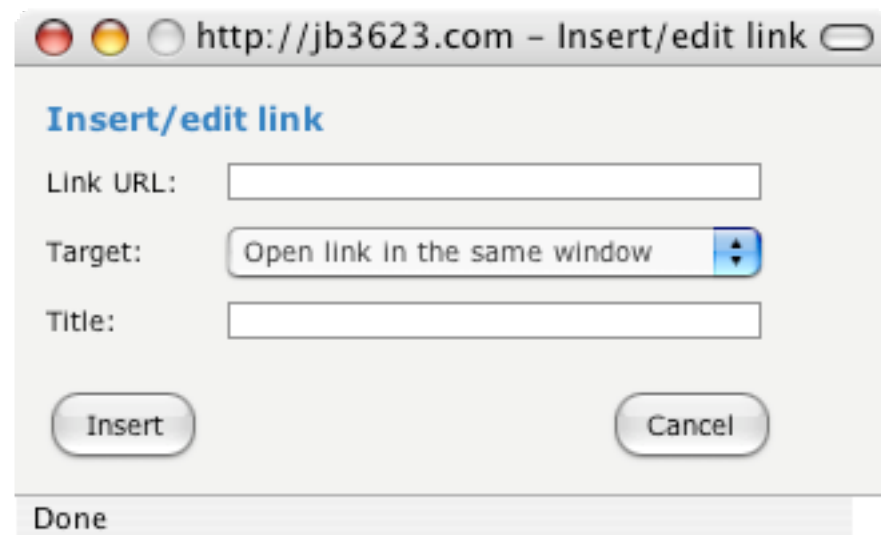 http://jb3623.com – Insert/edit link
Insert/edit link
Link URL:
Target: Open link in the same window
Title:
Insert Cancel
Done